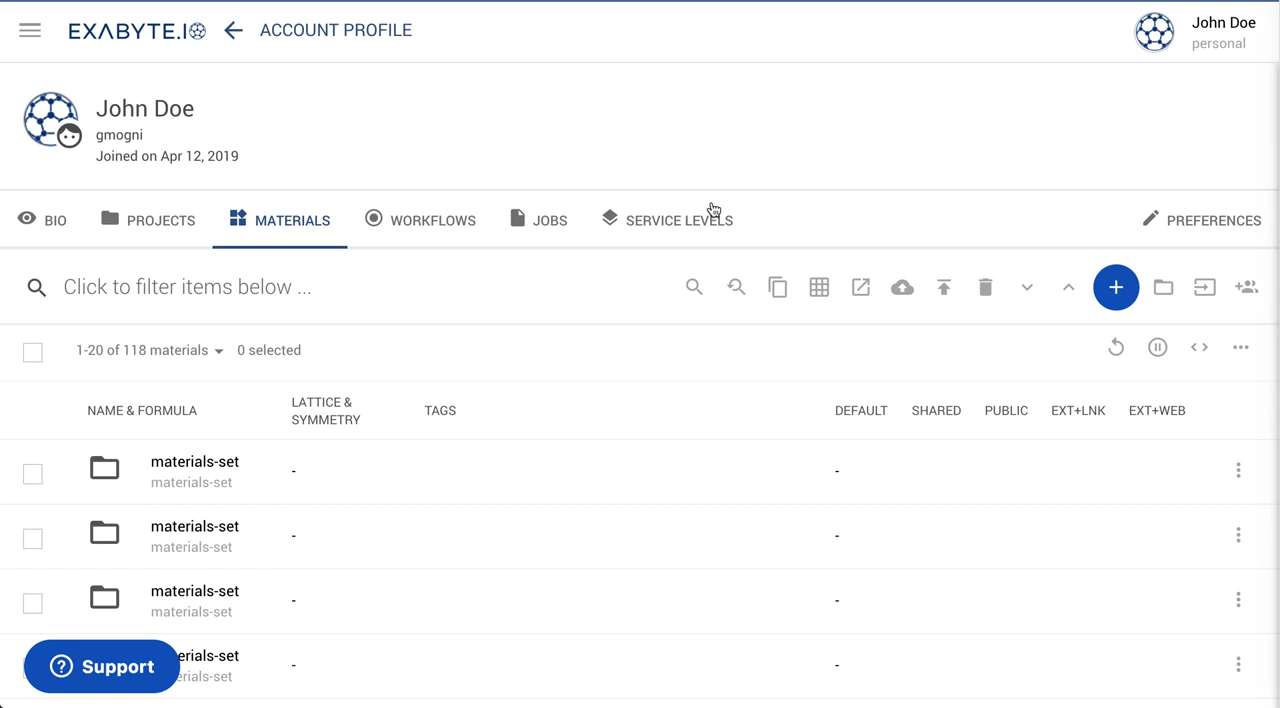 EXABYTE.IO ACCOUNT PROFILE
John Doe
personal
John Doe
gmogni
Joined on Apr 12, 2019
BIO PROJECTS MATERIALS WORKFLOWS JOBS SERVICE LEVELS PREFERENCES
Click to filter items below ...
1-20 of 118 materials 0 selected
NAME & FORMULA LATTICE & SYMMETRY TAGS DEFAULT SHARED PUBLIC EXT+LNK EXT+WEB
materials-set - -
materials-set
materials-set - -
materials-set
materials-set - -
materials-set
erials-set - -
erials-set
Support